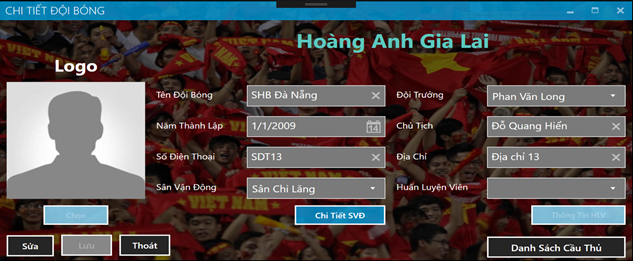 CHI TIẾT ĐỘI BÓNG
Hoàng Anh Gia Lai
Logo
Tên Đội Bóng SHB Đà Nẵng Đội Trưởng Phan Văn Long
Năm Thành Lập 1/1/2009 14 Chủ Tịch Đỗ Quang Hiển
Số Điện Thoại SDT13 Địa Chỉ Địa chỉ 13
Sân Vận Động Sân Chi Lăng Huấn Luyện Viên
Chọn Chi Tiết SVĐ Thông Tin HLV
Sửa Lưu Thoát Danh Sách Cầu Thủ